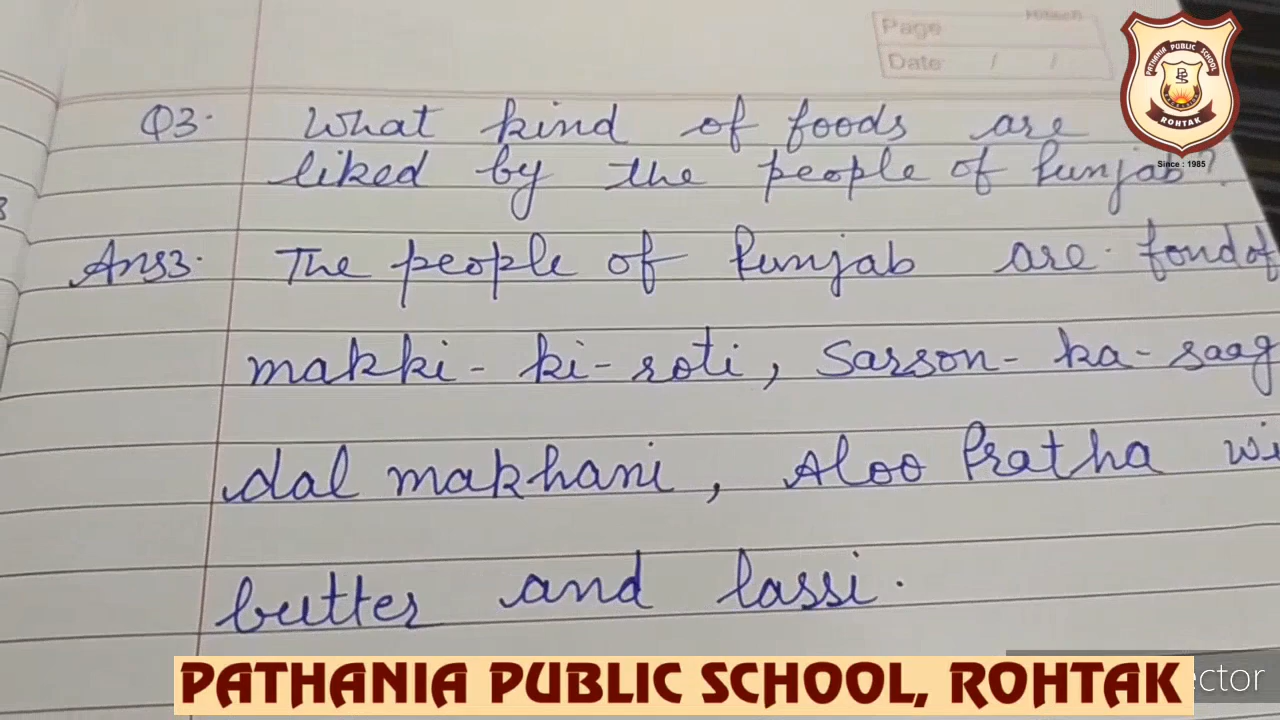 Page
Date / /
PATHANIA PUBLIC SCHOOL
PPS
ROHTAK
Since : 1985
Q3. What kind of foods are
liked by the people of Punjab?
Ans3. The people of Punjab are fond of
makki - ki - roti, Sarson - ka - saag
dal makhani, Aloo Pratha wi
butter and lassi.
PATHANIA PUBLIC SCHOOL, ROHTAK
ector